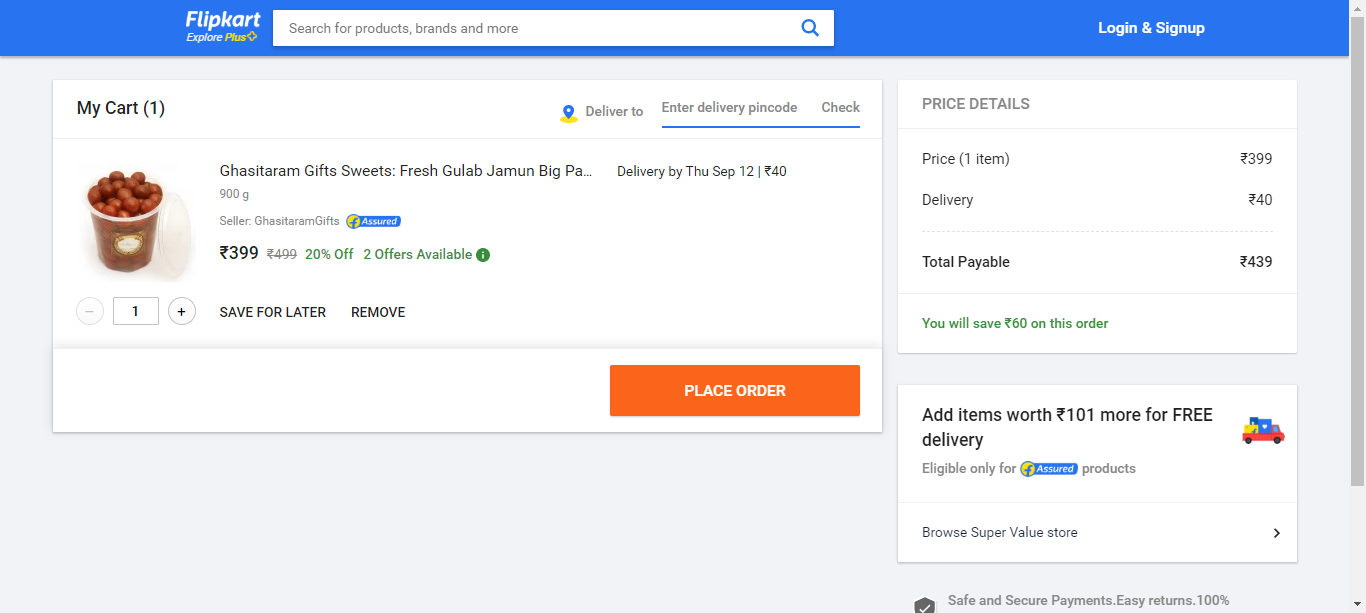 Flipkart
Explore Plus
Search for products, brands and more
Login & Signup
My Cart (1)
Deliver to
Enter delivery pincode
Check
Ghasitaram Gifts Sweets: Fresh Gulab Jamun Big Pa...
Delivery by Thu Sep 12 | ₹40
900 g
Seller: GhasitaramGifts
f Assured
₹399 ₹499 20% Off 2 Offers Available i
− 1 +
SAVE FOR LATER
REMOVE
PLACE ORDER
PRICE DETAILS
Price (1 item) ₹399
Delivery ₹40
Total Payable ₹439
You will save ₹60 on this order
Add items worth ₹101 more for FREE
delivery
Eligible only for f Assured products
Browse Super Value store
Safe and Secure Payments.Easy returns.100%